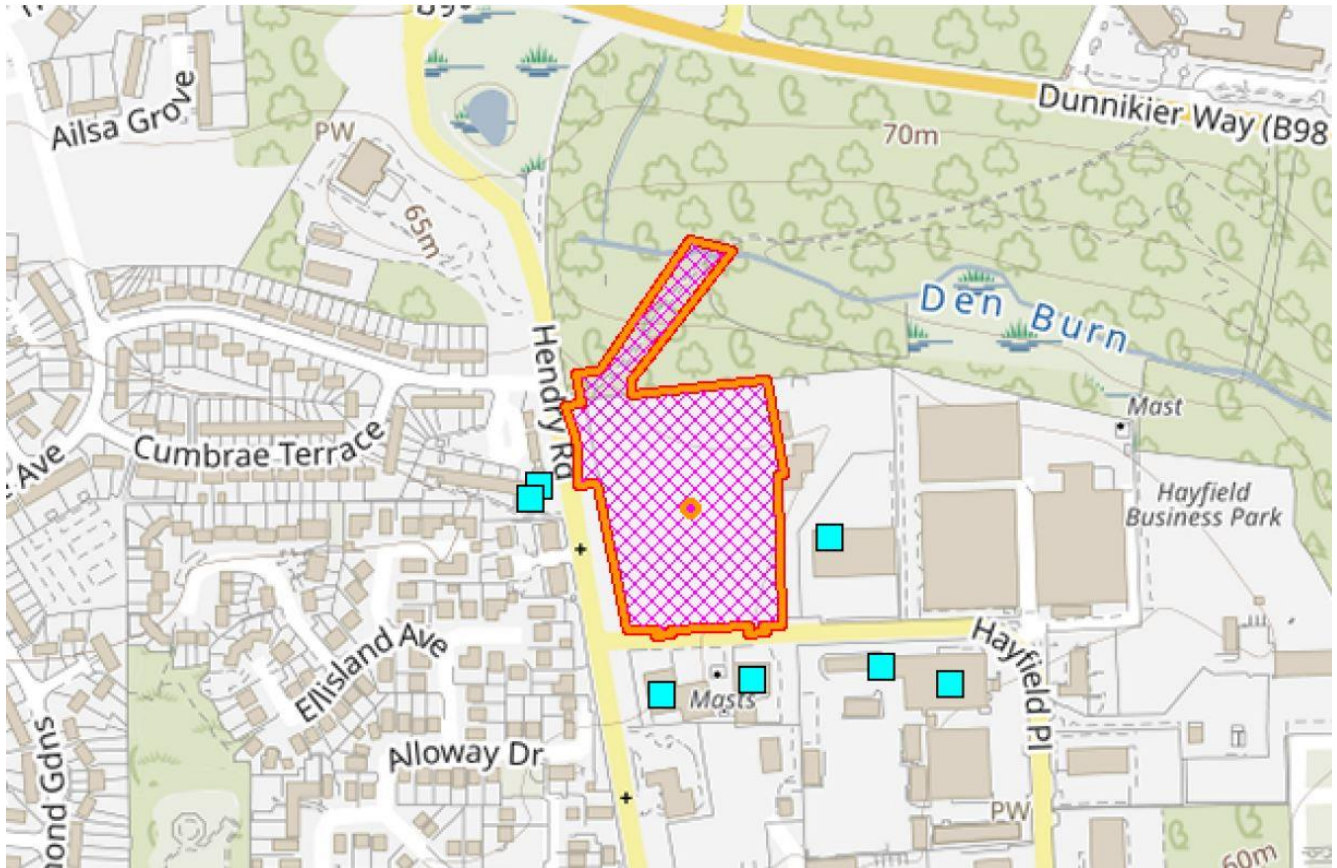 Ailsa Grove
PW
65m
70m
Dunnikier Way (B98
Den Burn
Hendry Rd
Mast
Cumbrae Terrace
Ave
Hayfield
Business Park
Ellisland Ave
Hayfield Pl
Masts
Alloway Dr
ond Gdns
PW
60m